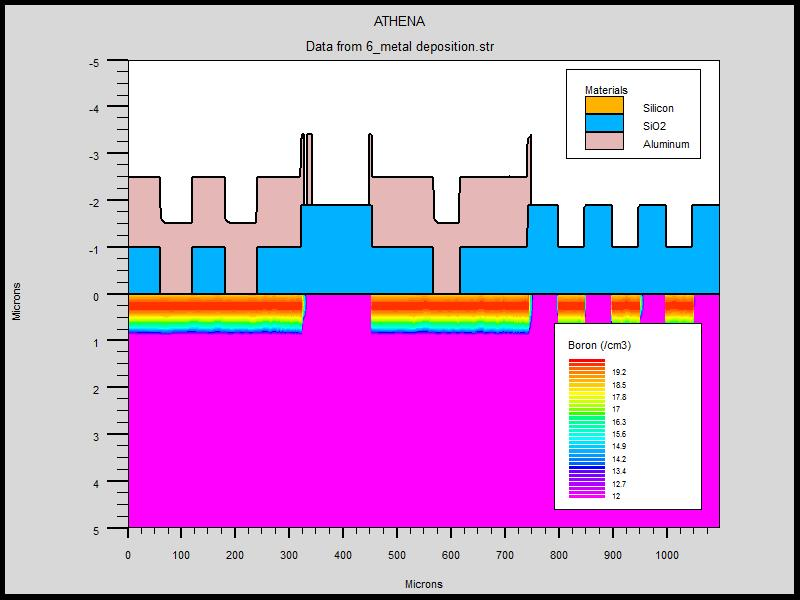 ATHENA
Data from 6_metal deposition.str
Materials
Silicon
SiO2
Aluminum
-5
-4
-3
-2
-1
0
1
2
3
4
5
Microns
Boron (/cm3)
19.2
18.5
17.8
17
16.3
15.6
14.9
14.2
13.4
12.7
12
0 100 200 300 400 500 600 700 800 900 1000
Microns